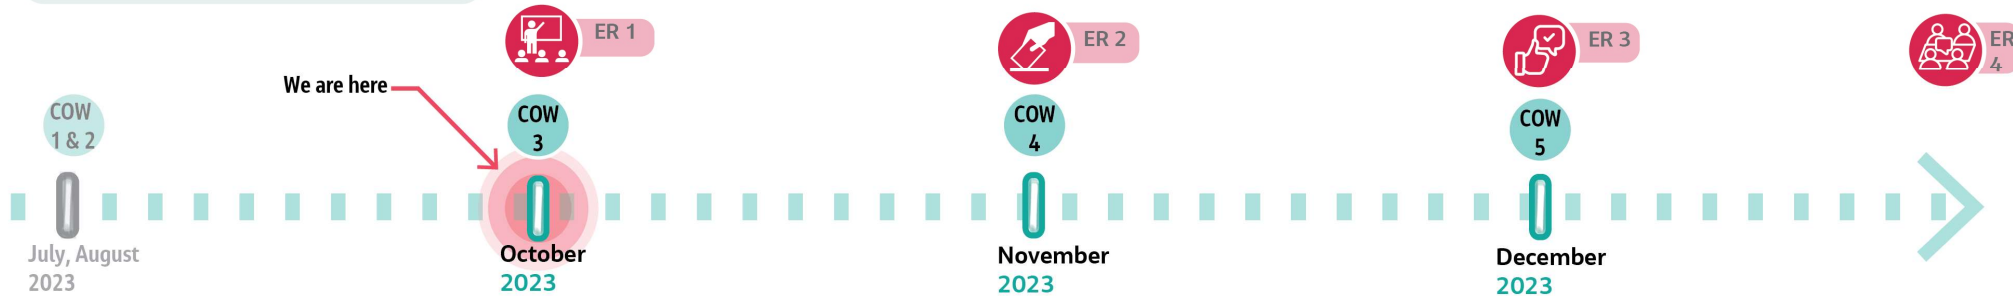 ER 1
ER 2
ER 3
ER
4
We are here
COW
1 & 2
COW
3
COW
4
COW
5
July, August
2023
October
2023
November
2023
December
2023